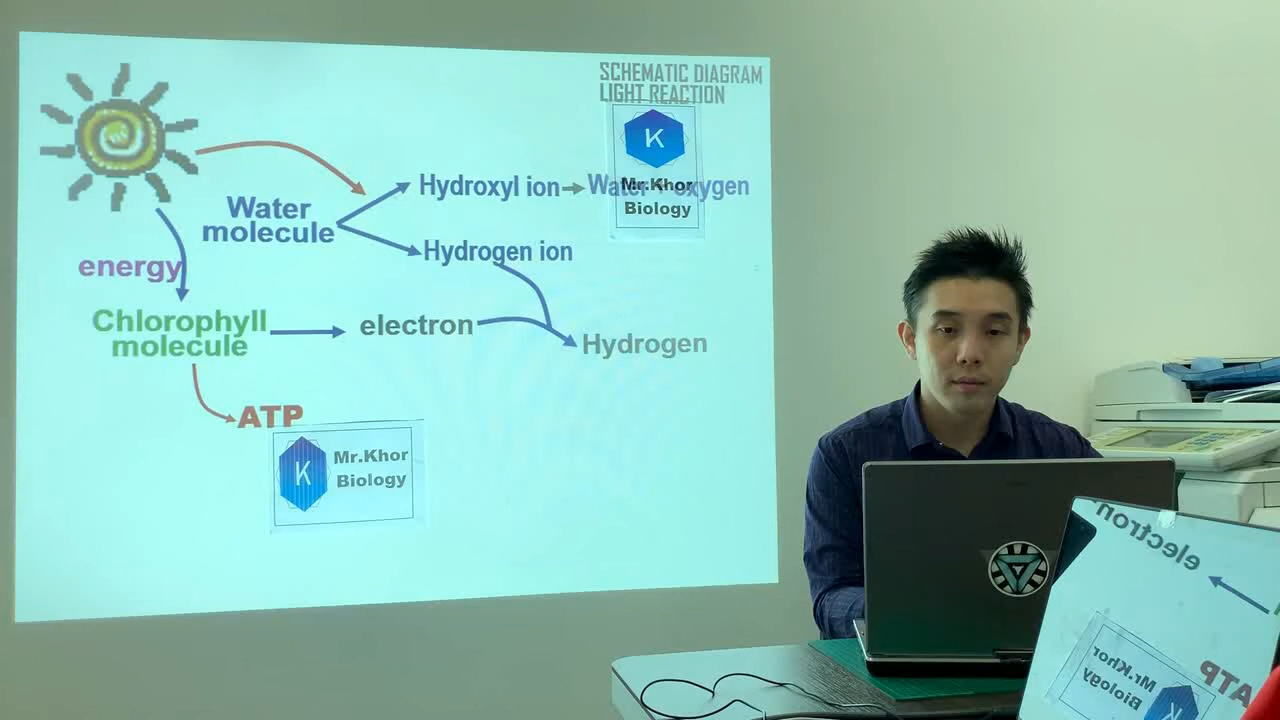 SCHEMATIC DIAGRAM
LIGHT REACTION
K
Mr.Khor
Biology
Hydroxyl ion
Water + oxygen
Water
molecule
Hydrogen ion
energy
Chlorophyll
molecule
electron
Hydrogen
ATP
K
Mr.Khor
Biology
electron
ATP
Mr.Khor
Biology
K